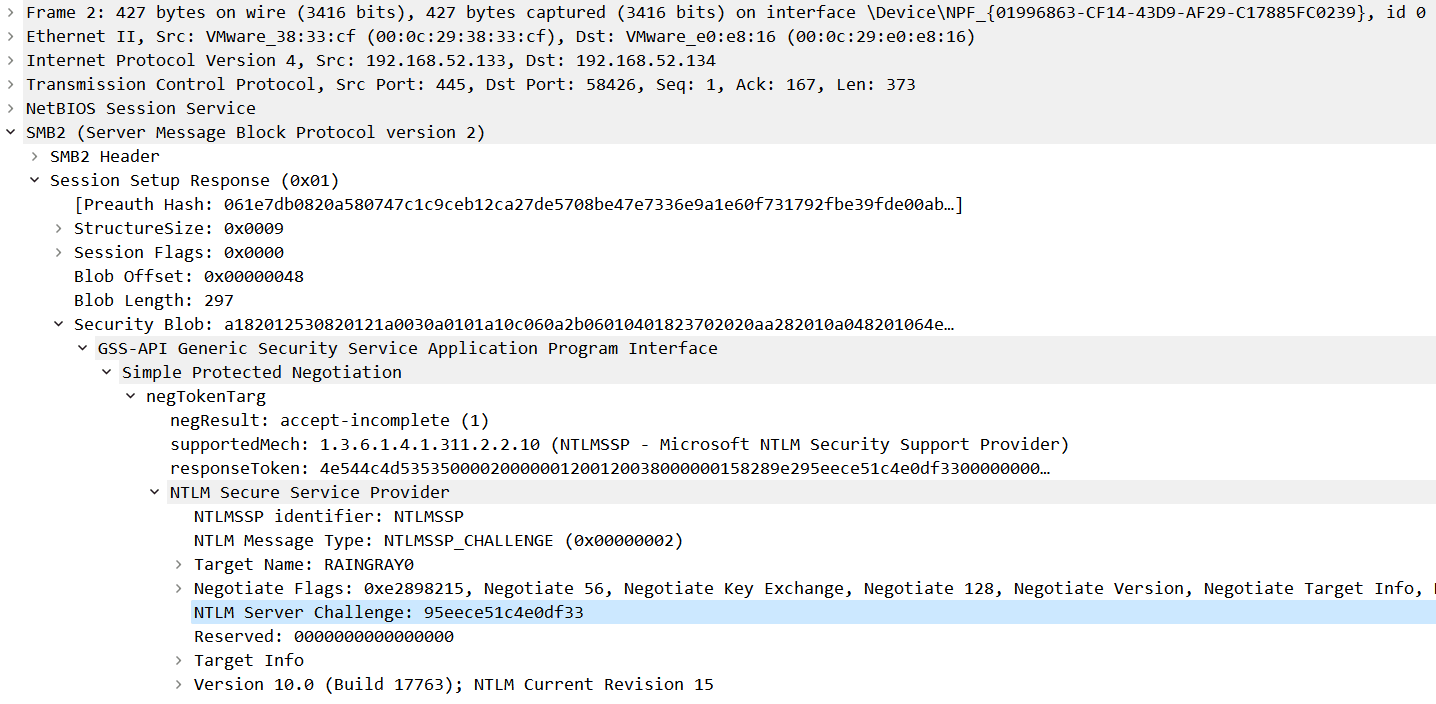 Frame 2: 427 bytes on wire (3416 bits), 427 bytes captured (3416 bits) on interface \Device\NPF_{01996863-CF14-43D9-AF29-C17885FC0239}, id 0
Ethernet II, Src: VMware_38:33:cf (00:0c:29:38:33:cf), Dst: VMware_e0:e8:16 (00:0c:29:e0:e8:16)
Internet Protocol Version 4, Src: 192.168.52.133, Dst: 192.168.52.134
Transmission Control Protocol, Src Port: 445, Dst Port: 58426, Seq: 1, Ack: 167, Len: 373
NetBIOS Session Service
SMB2 (Server Message Block Protocol version 2)
SMB2 Header
Session Setup Response (0x01)
[Preauth Hash: 061e7db0820a580747c1c9ceb12ca27de5708be47e7336e9a1e60f731792fbe39fde00ab…]
StructureSize: 0x0009
Session Flags: 0x0000
Blob Offset: 0x00000048
Blob Length: 297
Security Blob: a182012530820121a0030a0101a10c060a2b06010401823702020aa282010a048201064e…
GSS-API Generic Security Service Application Program Interface
Simple Protected Negotiation
negTokenTarg
negResult: accept-incomplete (1)
supportedMech: 1.3.6.1.4.1.311.2.2.10 (NTLMSSP - Microsoft NTLM Security Support Provider)
responseToken: 4e544c4d53535000020000001200120038000000158289e295eece51c4e0df3300000000…
NTLM Secure Service Provider
NTLMSSP identifier: NTLMSSP
NTLM Message Type: NTLMSSP_CHALLENGE (0x00000002)
Target Name: RAINGRAY0
Negotiate Flags: 0xe2898215, Negotiate 56, Negotiate Key Exchange, Negotiate 128, Negotiate Version, Negotiate Target Info,
NTLM Server Challenge: 95eece51c4e0df33
Reserved: 0000000000000000
Target Info
Version 10.0 (Build 17763); NTLM Current Revision 15